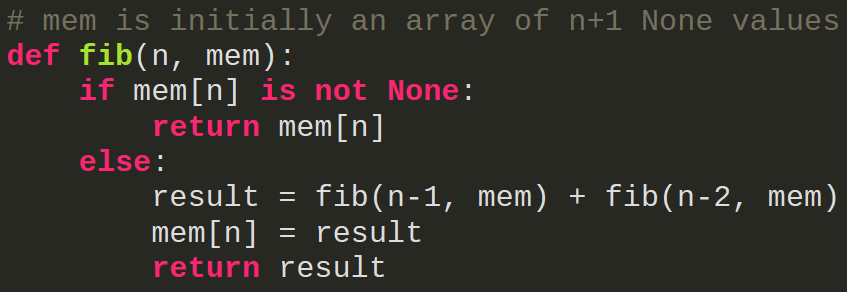 # mem is initially an array of n+1 None values
def fib(n, mem):
    if mem[n] is not None:
        return mem[n]
    else:
        result = fib(n-1, mem) + fib(n-2, mem)
        mem[n] = result
        return result